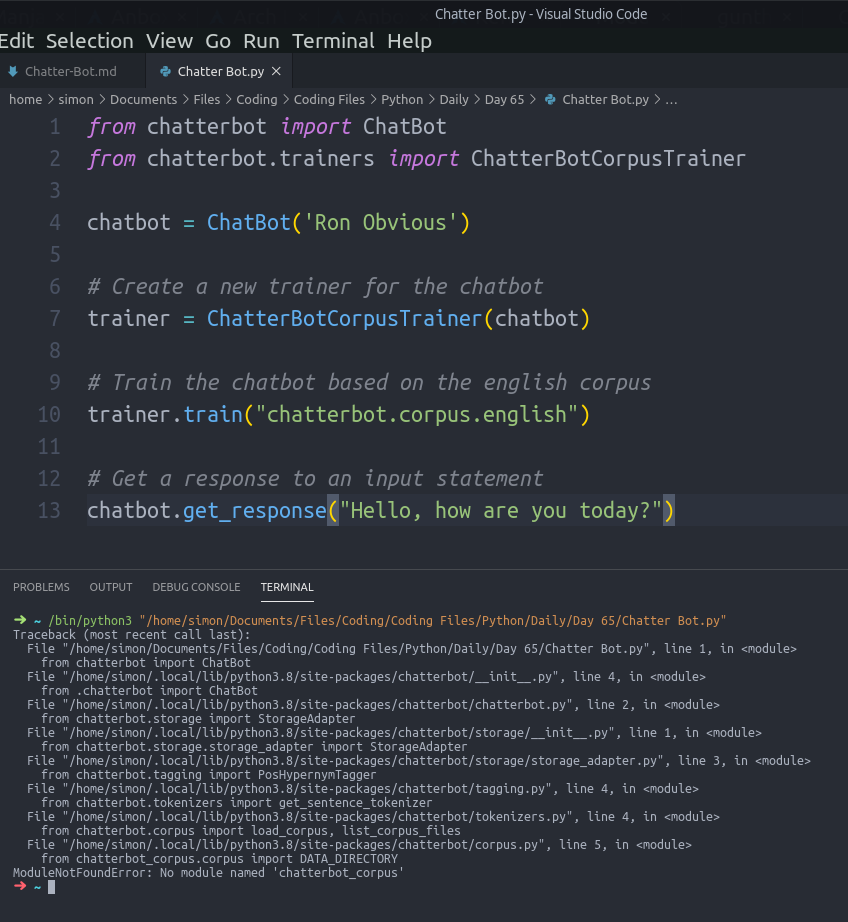 Chatter Bot.py - Visual Studio Code
Edit Selection View Go Run Terminal Help
Chatter-Bot.md Chatter Bot.py ×
home > simon > Documents > Files > Coding > Coding Files > Python > Daily > Day 65 > Chatter Bot.py > ...
1 from chatterbot import ChatBot
2 from chatterbot.trainers import ChatterBotCorpusTrainer
3
4 chatbot = ChatBot('Ron Obvious')
5
6 # Create a new trainer for the chatbot
7 trainer = ChatterBotCorpusTrainer(chatbot)
8
9 # Train the chatbot based on the english corpus
10 trainer.train("chatterbot.corpus.english")
11
12 # Get a response to an input statement
13 chatbot.get_response("Hello, how are you today?")
PROBLEMS OUTPUT DEBUG CONSOLE TERMINAL
➜ ~ /bin/python3 "/home/simon/Documents/Files/Coding/Coding Files/Python/Daily/Day 65/Chatter Bot.py"
Traceback (most recent call last):
File "/home/simon/Documents/Files/Coding/Coding Files/Python/Daily/Day 65/Chatter Bot.py", line 1, in <module>
from chatterbot import ChatBot
File "/home/simon/.local/lib/python3.8/site-packages/chatterbot/__init__.py", line 4, in <module>
from .chatterbot import ChatBot
File "/home/simon/.local/lib/python3.8/site-packages/chatterbot/chatterbot.py", line 2, in <module>
from chatterbot.storage import StorageAdapter
File "/home/simon/.local/lib/python3.8/site-packages/chatterbot/storage/__init__.py", line 1, in <module>
from chatterbot.storage.storage_adapter import StorageAdapter
File "/home/simon/.local/lib/python3.8/site-packages/chatterbot/storage/storage_adapter.py", line 3, in <module>
from chatterbot.tagging import PosHypernymTagger
File "/home/simon/.local/lib/python3.8/site-packages/chatterbot/tagging.py", line 4, in <module>
from chatterbot.tokenizers import get_sentence_tokenizer
File "/home/simon/.local/lib/python3.8/site-packages/chatterbot/tokenizers.py", line 4, in <module>
from chatterbot.corpus import load_corpus, list_corpus_files
File "/home/simon/.local/lib/python3.8/site-packages/chatterbot/corpus.py", line 5, in <module>
from chatterbot_corpus.corpus import DATA_DIRECTORY
ModuleNotFoundError: No module named 'chatterbot_corpus'
➜ ~